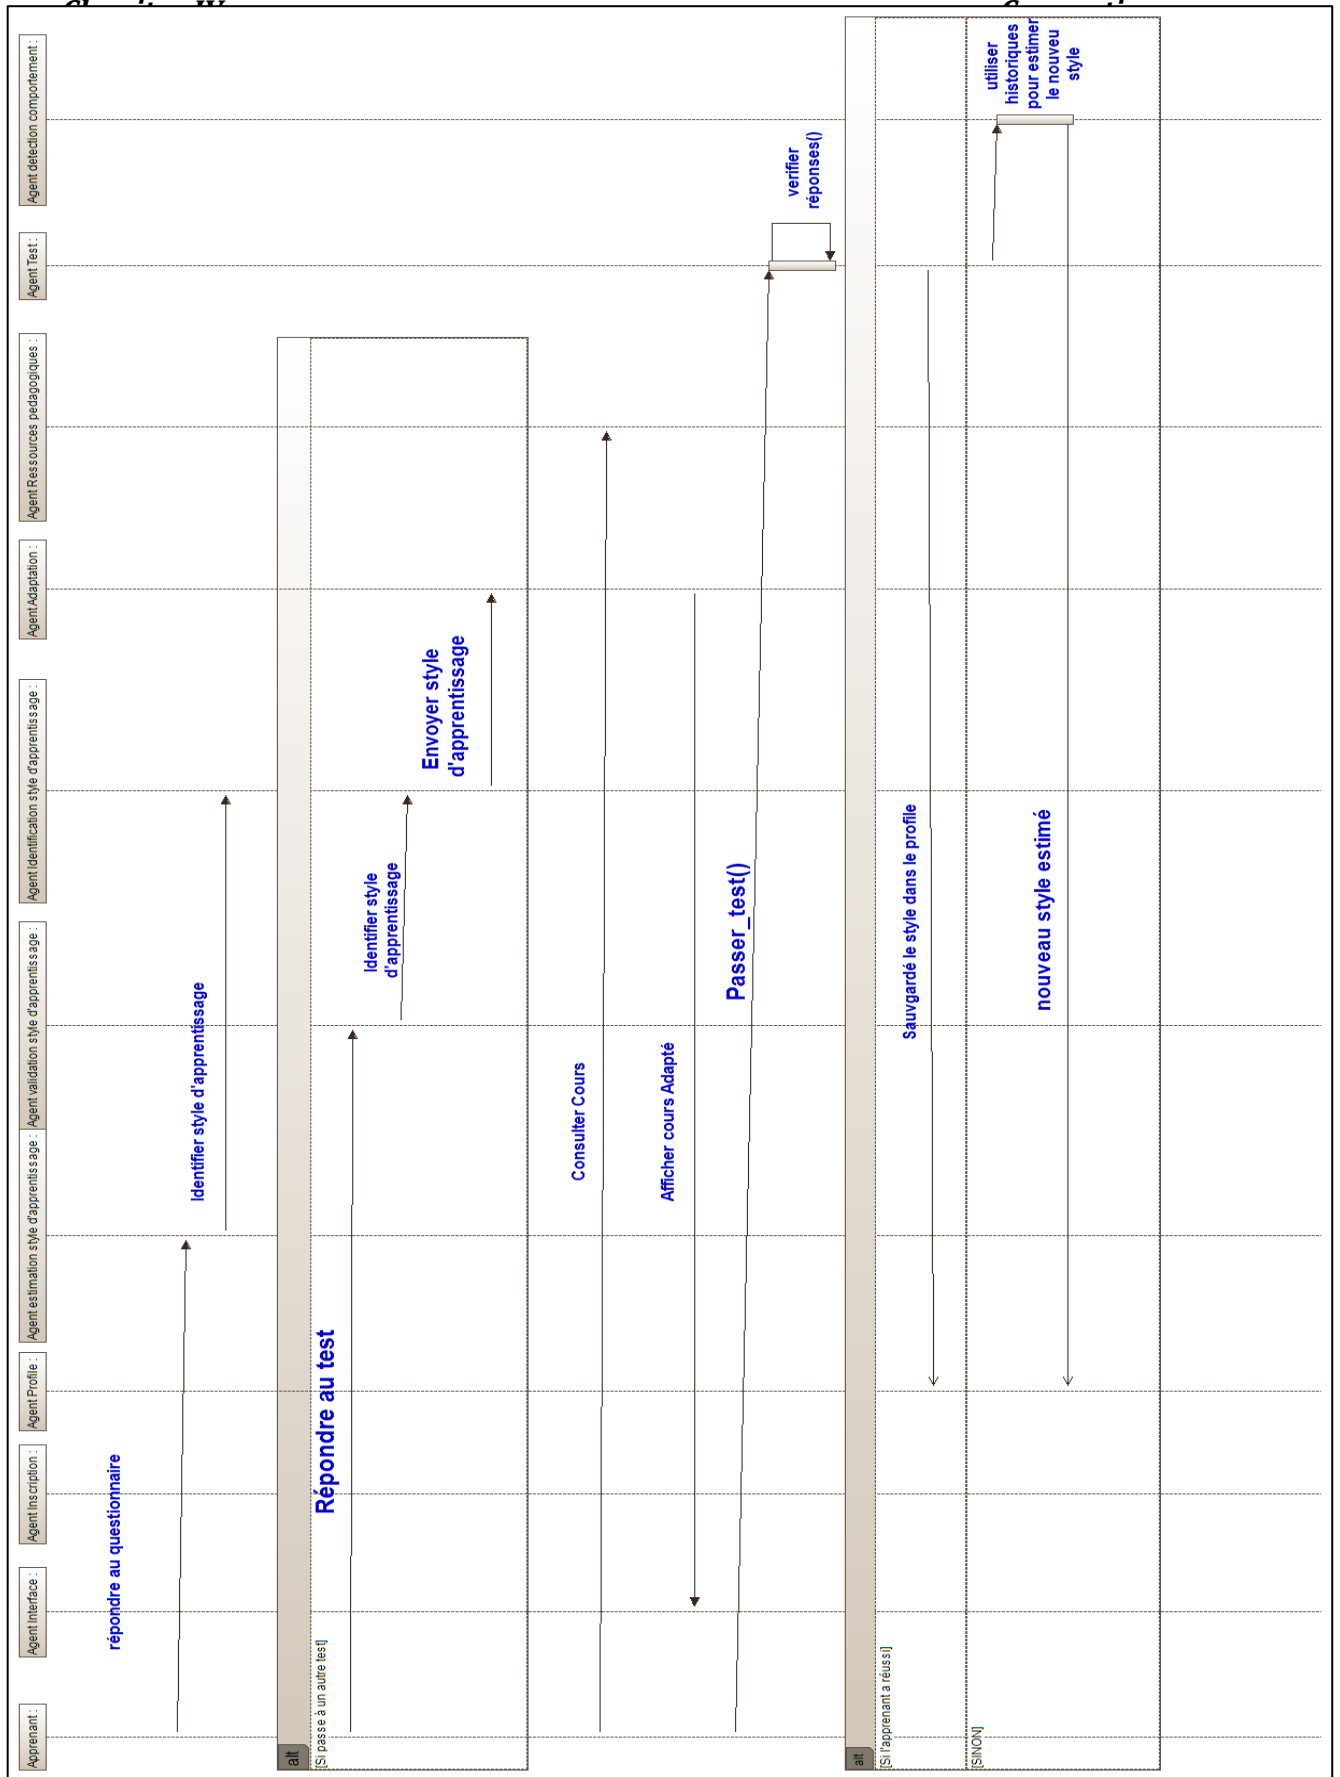 Apprenant :
Agent Interface :
Agent Inscription :
Agent Profile :
Agent estimation style d'apprentissage :
Agent validation style d'apprentissage :
Agent Identification style d'apprentissage :
Agent Adaptation :
Agent Ressources pedagogiques :
Agent Test :
Agent detection comportement :
répondre au questionnaire
Identifier style d'apprentissage
alt
[Si passe à un autre test]
Répondre au test
Identifier style
d'apprentissage
Envoyer style
d'apprentissage
Consulter Cours
Afficher cours Adapté
Passer_test()
verifier
réponses()
alt
[Si l'apprenant a réussi]
Sauvgardé le style dans le profile
[SINON]
utiliser
historiques
pour estimer
le nouveu
style
nouveau style estimé